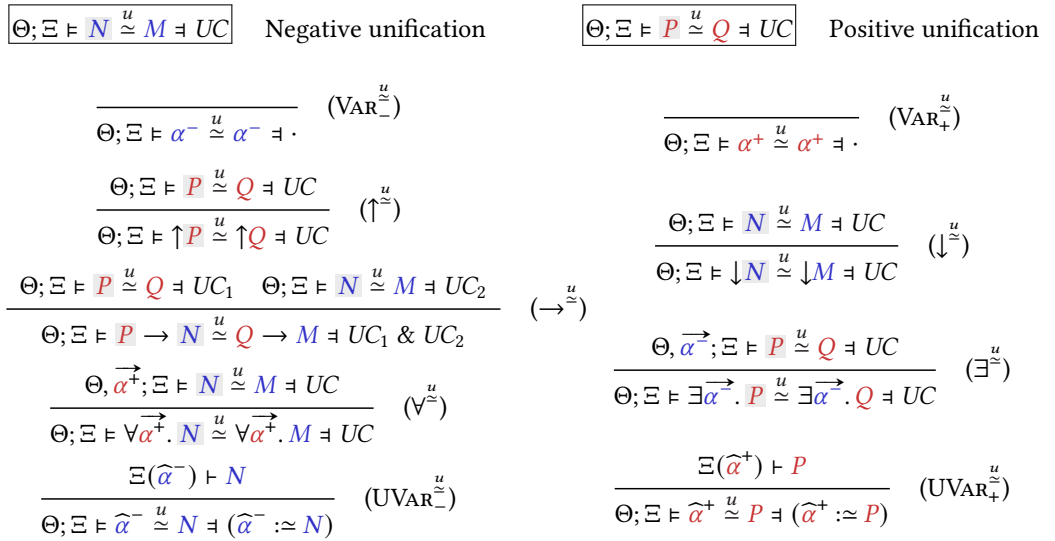 Θ; Ξ ⊨ N ≃ᵘ M ⫤ UC Negative unification
────────
Θ; Ξ ⊨ α⁻ ≃ᵘ α⁻ ⫤ · (Var₋≃ᵘ)
Θ; Ξ ⊨ P ≃ᵘ Q ⫤ UC
────────
Θ; Ξ ⊨ ↑P ≃ᵘ ↑Q ⫤ UC (↑≃ᵘ)
Θ; Ξ ⊨ P ≃ᵘ Q ⫤ UC₁ Θ; Ξ ⊨ N ≃ᵘ M ⫤ UC₂
────────
Θ; Ξ ⊨ P → N ≃ᵘ Q → M ⫤ UC₁ & UC₂ (→≃ᵘ)
Θ, α⃗⁺; Ξ ⊨ N ≃ᵘ M ⫤ UC
────────
Θ; Ξ ⊨ ∀α⃗⁺. N ≃ᵘ ∀α⃗⁺. M ⫤ UC (∀≃ᵘ)
Ξ(α̂⁻) ⊢ N
────────
Θ; Ξ ⊨ α̂⁻ ≃ᵘ N ⫤ (α̂⁻ :≃ N) (UVar₋≃ᵘ)
Θ; Ξ ⊨ P ≃ᵘ Q ⫤ UC Positive unification
────────
Θ; Ξ ⊨ α⁺ ≃ᵘ α⁺ ⫤ · (Var₊≃ᵘ)
Θ; Ξ ⊨ N ≃ᵘ M ⫤ UC
────────
Θ; Ξ ⊨ ↓N ≃ᵘ ↓M ⫤ UC (↓≃ᵘ)
Θ, α⃗⁻; Ξ ⊨ P ≃ᵘ Q ⫤ UC
────────
Θ; Ξ ⊨ ∃α⃗⁻. P ≃ᵘ ∃α⃗⁻. Q ⫤ UC (∃≃ᵘ)
Ξ(α̂⁺) ⊢ P
────────
Θ; Ξ ⊨ α̂⁺ ≃ᵘ P ⫤ (α̂⁺ :≃ P) (UVar₊≃ᵘ)